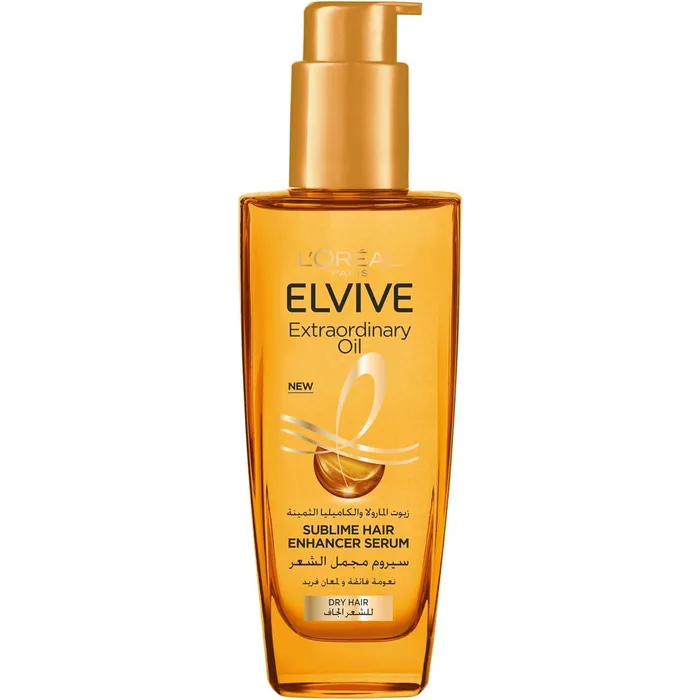 L'ORÉAL
PARIS
ELVIVE
Extraordinary
Oil
NEW
زيوت المارولا والكاميليا الثمينة
SUBLIME HAIR
ENHANCER SERUM
سيروم مجمل الشعر
نعومة فائقة و لمعان فريد
DRY HAIR
للشعر الجاف